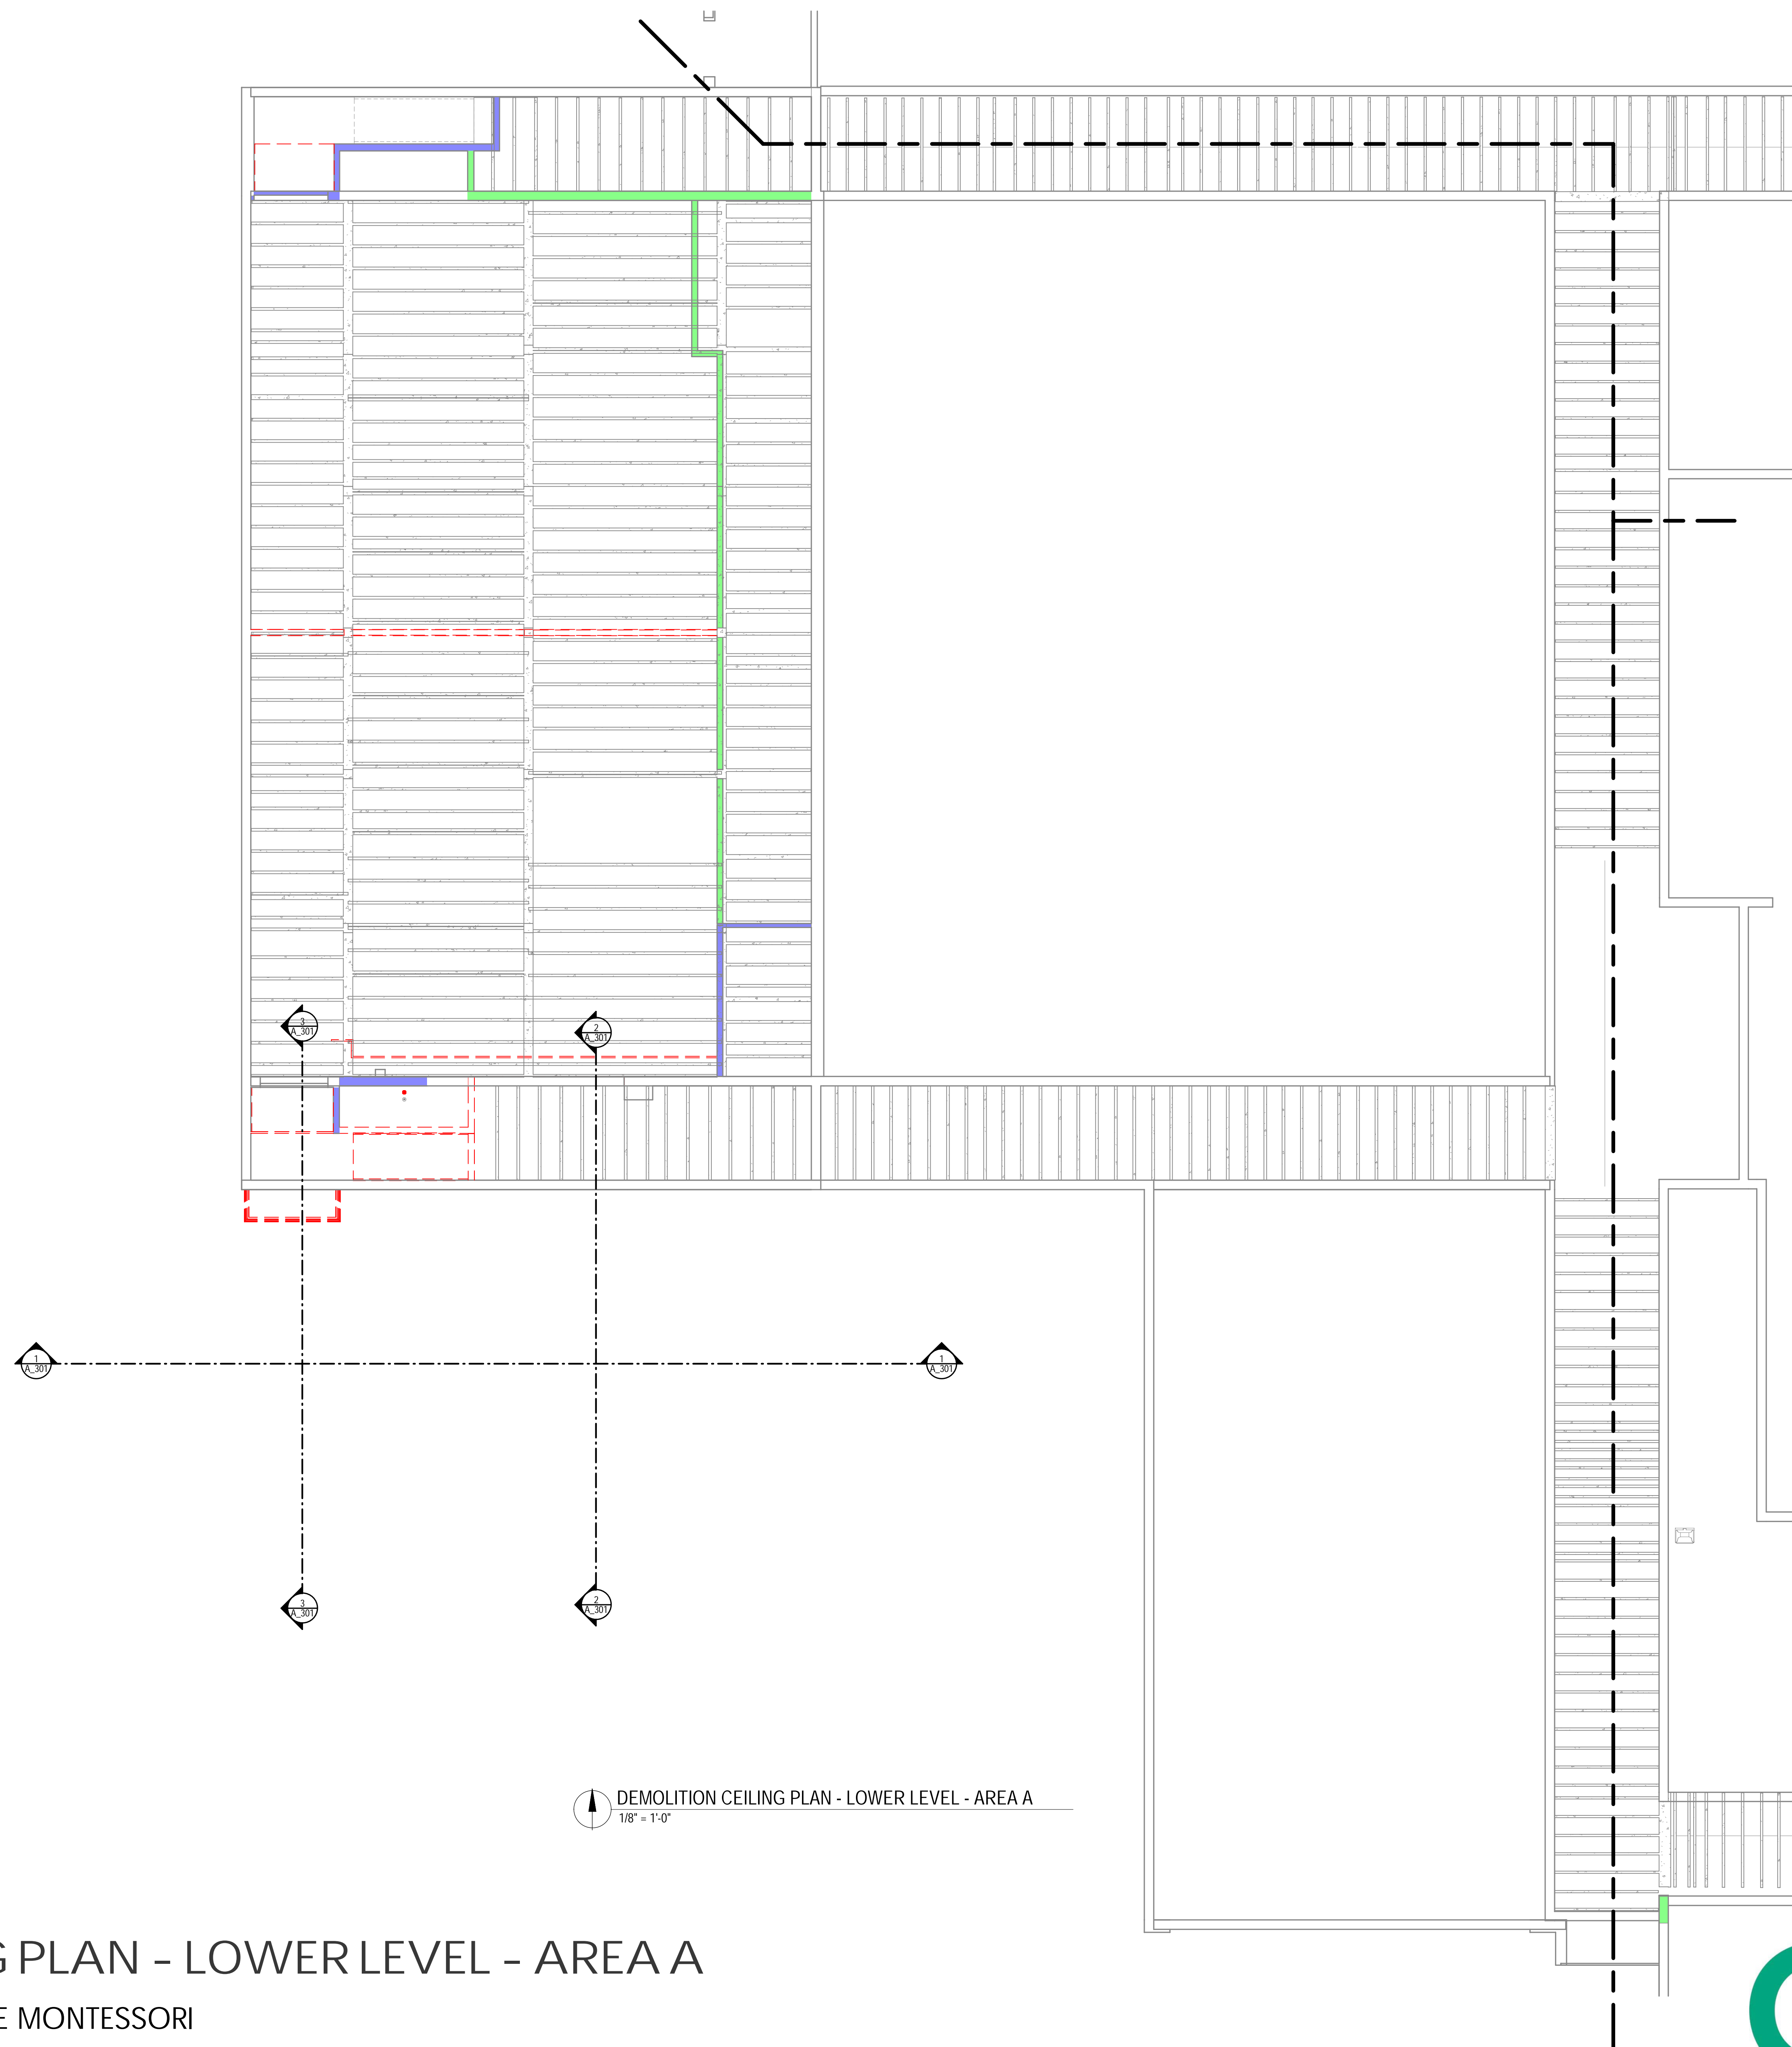 3
A_301
2
A_301
1
A_301
1
A_301
3
A_301
2
A_301
DEMOLITION CEILING PLAN - LOWER LEVEL - AREA A
1/8" = 1'-0"
G PLAN - LOWER LEVEL - AREA A
E MONTESSORI